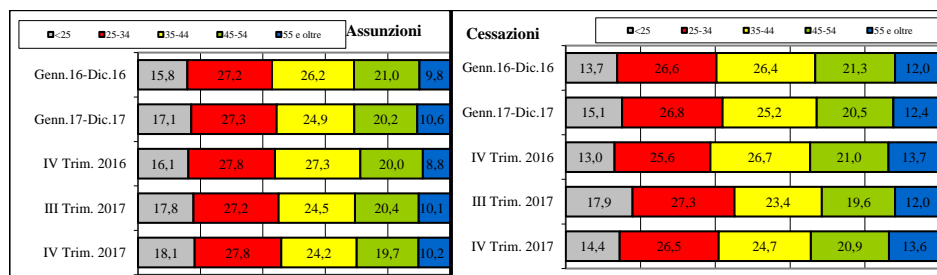 Assunzioni
<25 25-34 35-44 45-54 55 e oltre
Genn.16-Dic.16 15,8 27,2 26,2 21,0 9,8
Genn.17-Dic.17 17,1 27,3 24,9 20,2 10,6
IV Trim. 2016 16,1 27,8 27,3 20,0 8,8
III Trim. 2017 17,8 27,2 24,5 20,4 10,1
IV Trim. 2017 18,1 27,8 24,2 19,7 10,2
Cessazioni
<25 25-34 35-44 45-54 55 e oltre
Genn.16-Dic.16 13,7 26,6 26,4 21,3 12,0
Genn.17-Dic.17 15,1 26,8 25,2 20,5 12,4
IV Trim. 2016 13,0 25,6 26,7 21,0 13,7
III Trim. 2017 17,9 27,3 23,4 19,6 12,0
IV Trim. 2017 14,4 26,5 24,7 20,9 13,6